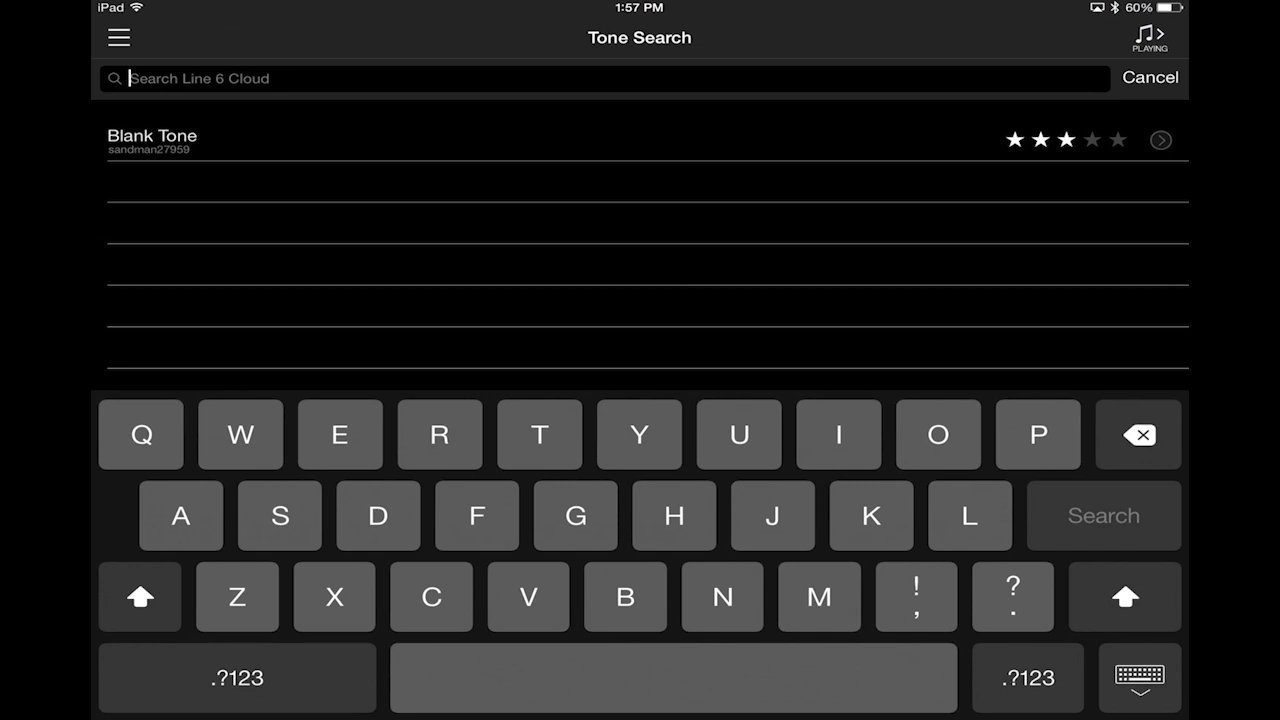 iPad 1:57 PM 60%
Tone Search
PLAYING
Search Line 6 Cloud Cancel
Blank Tone
sandman27959
Q W E R T Y U I O P
A S D F G H J K L Search
Z X C V B N M ! , ? .
.?123 .?123